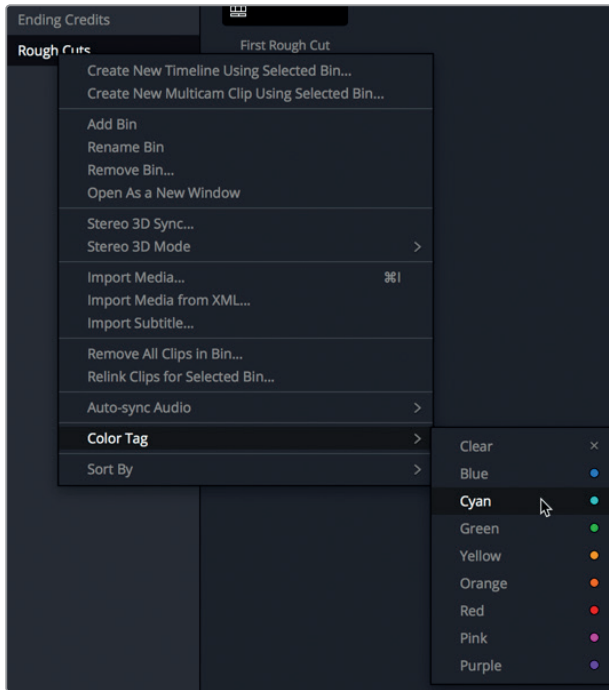 Ending Credits
Rough Cuts
First Rough Cut
Create New Timeline Using Selected Bin...
Create New Multicam Clip Using Selected Bin...
Add Bin
Rename Bin
Remove Bin...
Open As a New Window
Stereo 3D Sync...
Stereo 3D Mode >
Import Media... ⌘I
Import Media from XML...
Import Subtitle...
Remove All Clips in Bin...
Relink Clips for Selected Bin...
Auto-sync Audio >
Color Tag >
Sort By >
Clear ×
Blue
Cyan
Green
Yellow
Orange
Red
Pink
Purple